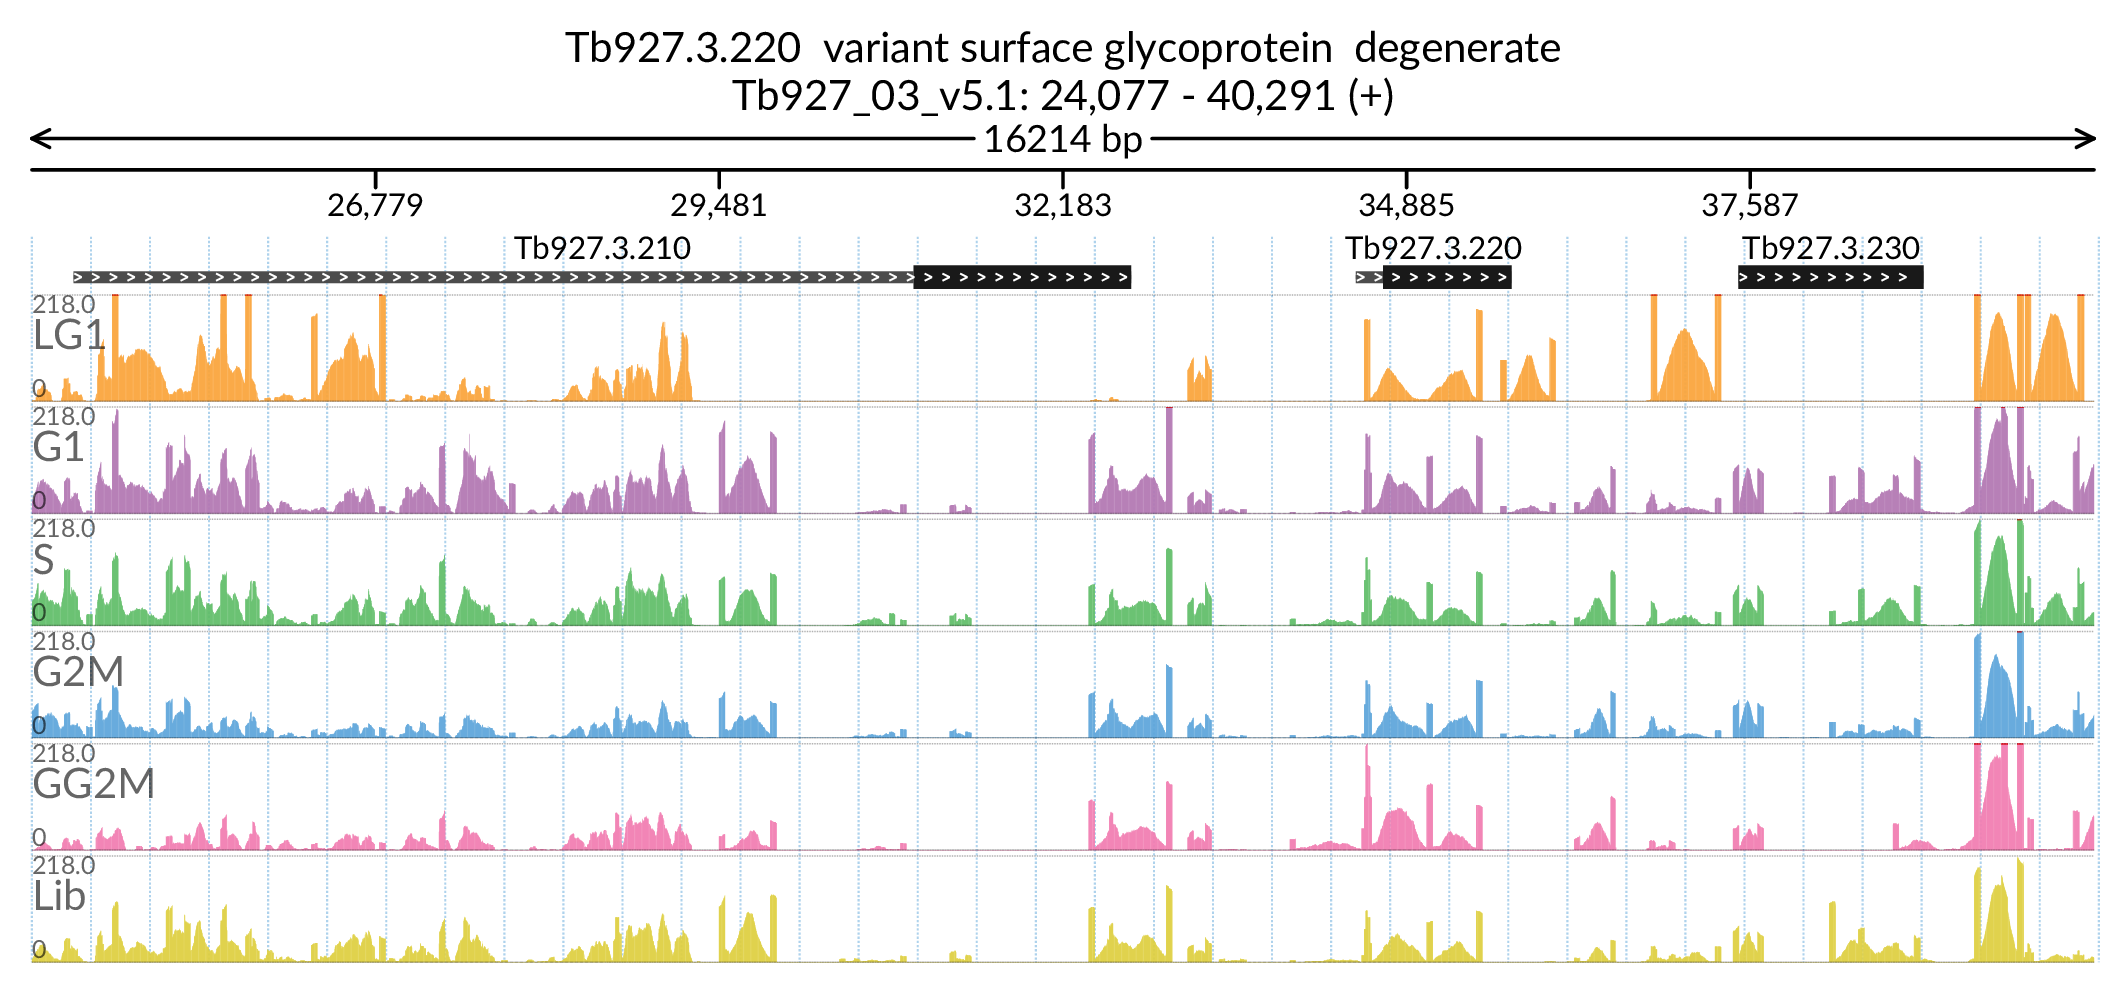 Tb927.3.220 variant surface glycoprotein degenerate
Tb927_03_v5.1: 24,077 - 40,291 (+)
16214 bp
26,779 29,481 32,183 34,885 37,587
Tb927.3.210 Tb927.3.220 Tb927.3.230
218.0
LG1
0
218.0
G1
0
218.0
S
0
218.0
G2M
0
218.0
GG2M
0
218.0
Lib
0